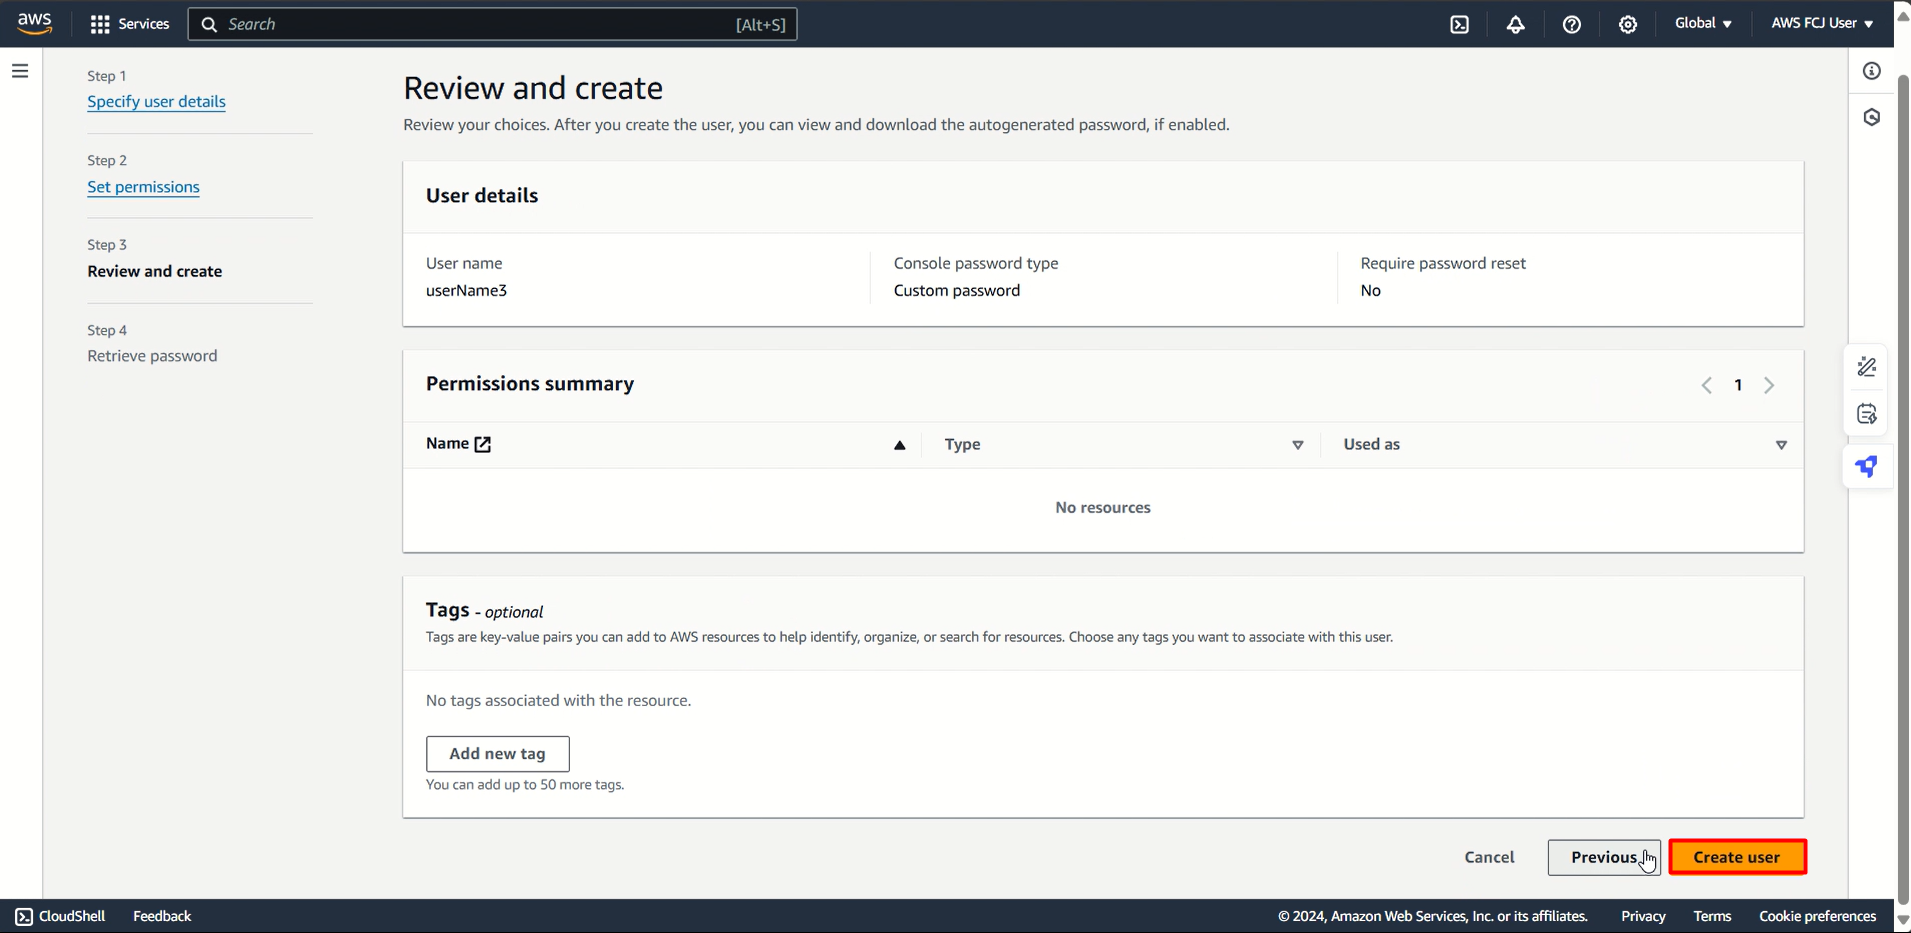 aws
Services
Search
[Alt+S]
Global
AWS FCJ User
Step 1
Specify user details
Step 2
Set permissions
Step 3
Review and create
Step 4
Retrieve password
Review and create
Review your choices. After you create the user, you can view and download the autogenerated password, if enabled.
User details
User name
userName3
Console password type
Custom password
Require password reset
No
Permissions summary
1
Name
Type
Used as
No resources
Tags - optional
Tags are key-value pairs you can add to AWS resources to help identify, organize, or search for resources. Choose any tags you want to associate with this user.
No tags associated with the resource.
Add new tag
You can add up to 50 more tags.
Cancel
Previous
Create user
CloudShell
Feedback
© 2024, Amazon Web Services, Inc. or its affiliates.
Privacy
Terms
Cookie preferences